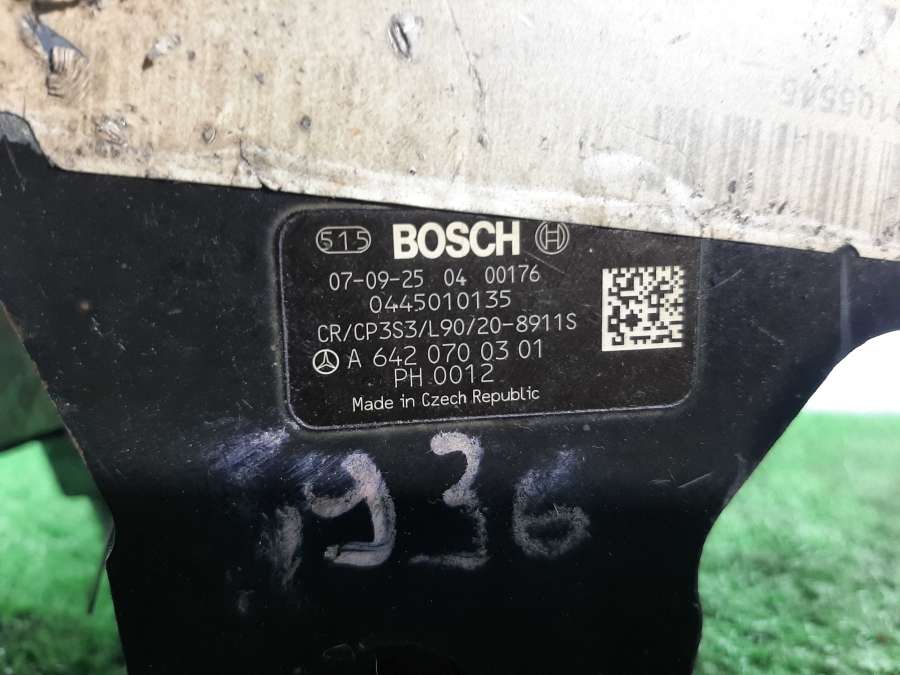 515 BOSCH H
07-09-25 04 00176
0445010135
CR/CP3S3/L90/20-8911S
A 642 070 03 01
PH 0012
Made in Czech Republic
1936